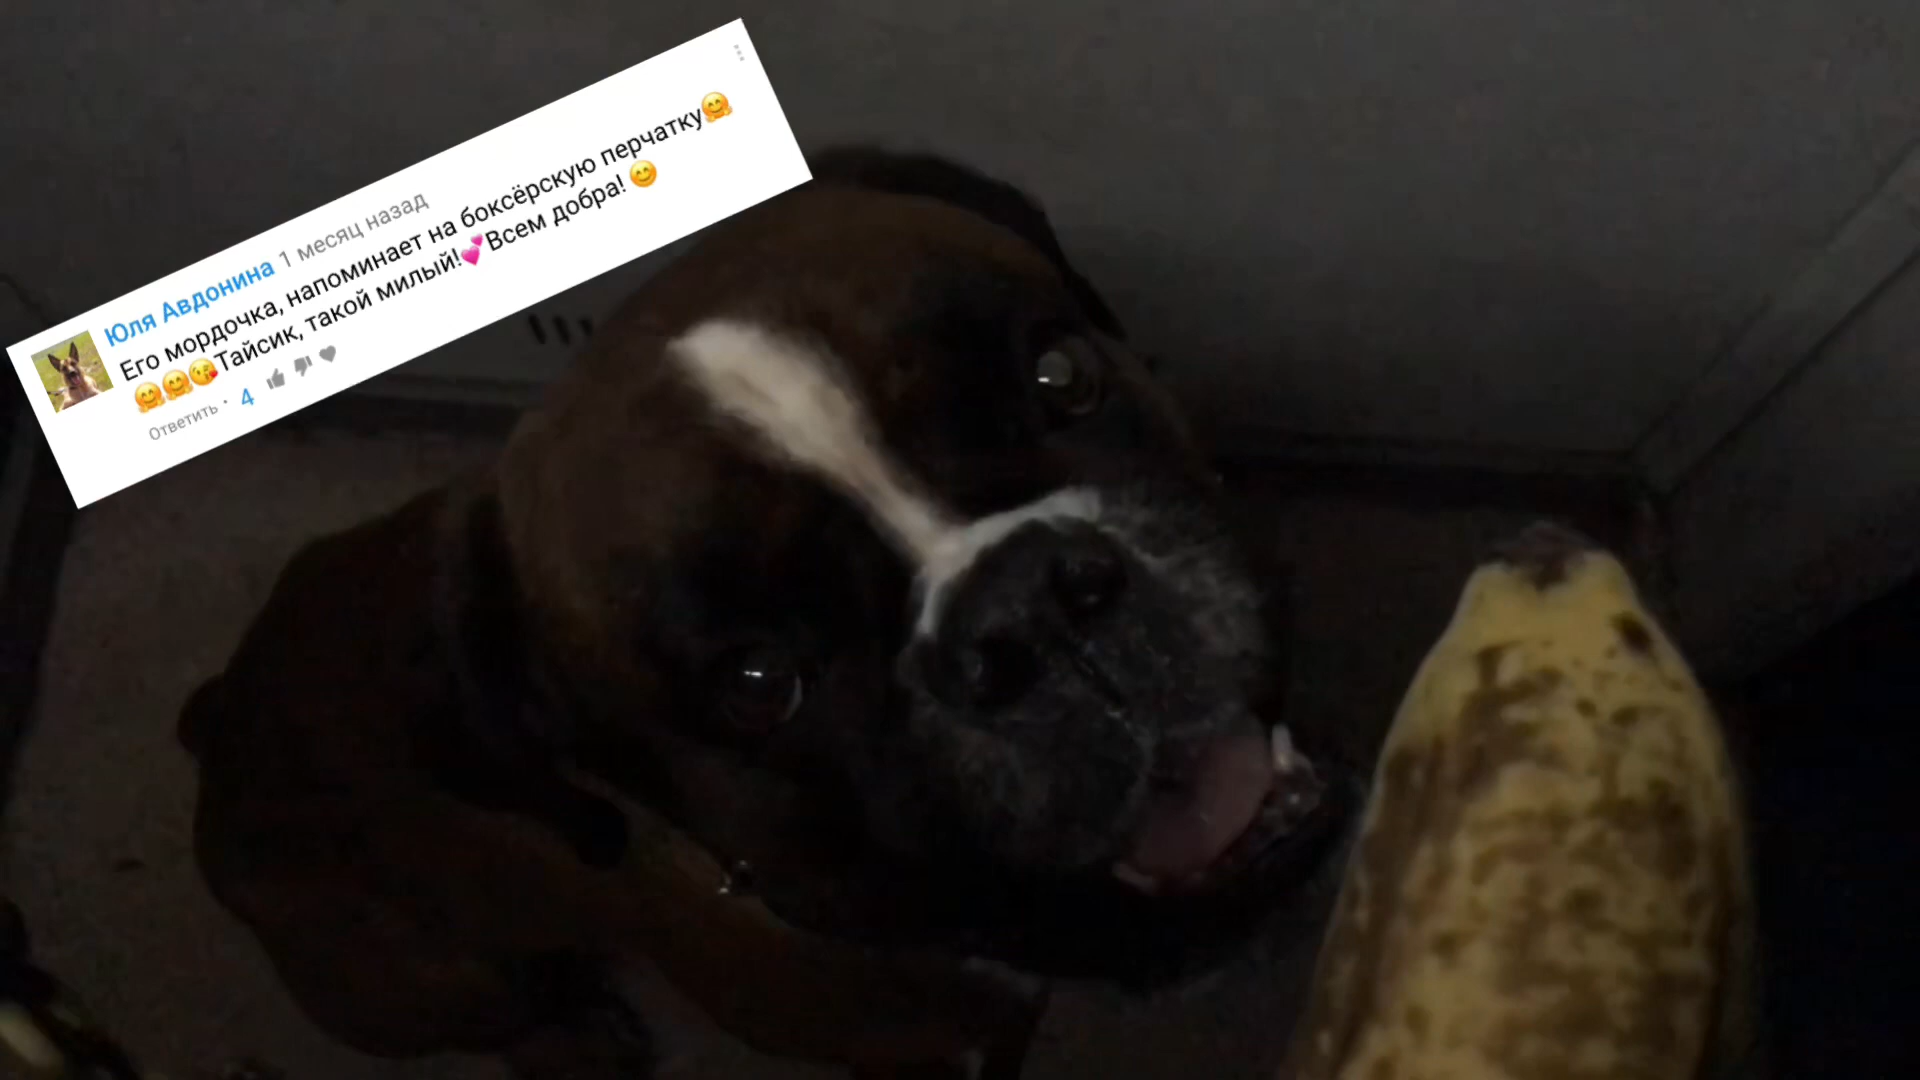 Юля Авдонина 1 месяц назад
Его мордочка, напоминает на боксёрскую перчатку🤗
🤗🤗😘Тайсик, такой милый!💕Всем добра! 😊
Ответить · 4